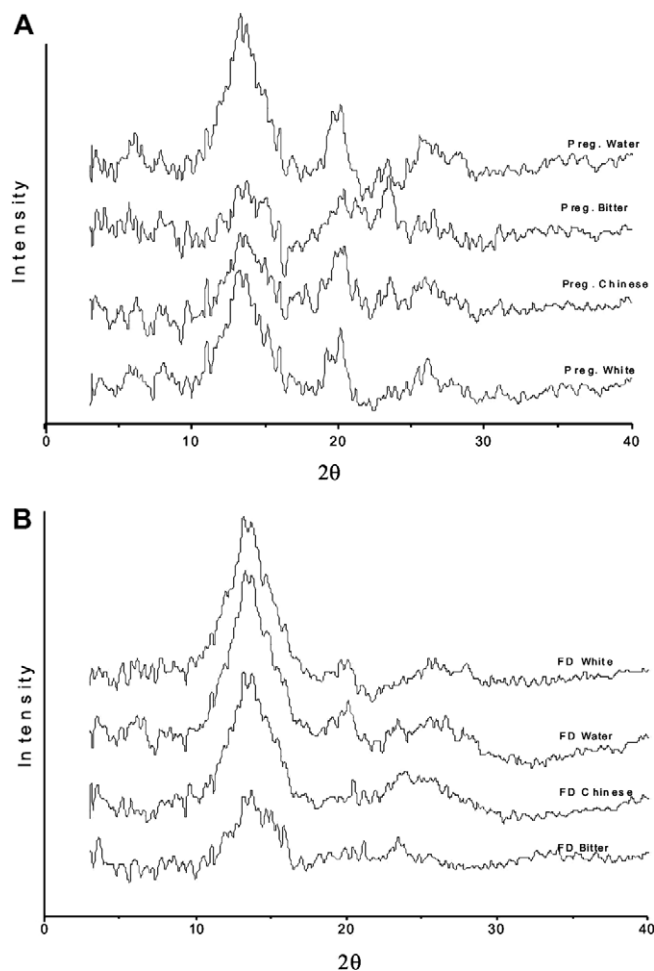 A
Intensity
Preg. Water
Preg. Bitter
Preg. Chinese
Preg. White
0 10 20 30 40
2θ
B
Intensity
FD White
FD Water
FD Chinese
FD Bitter
0 10 20 30 40
2θ